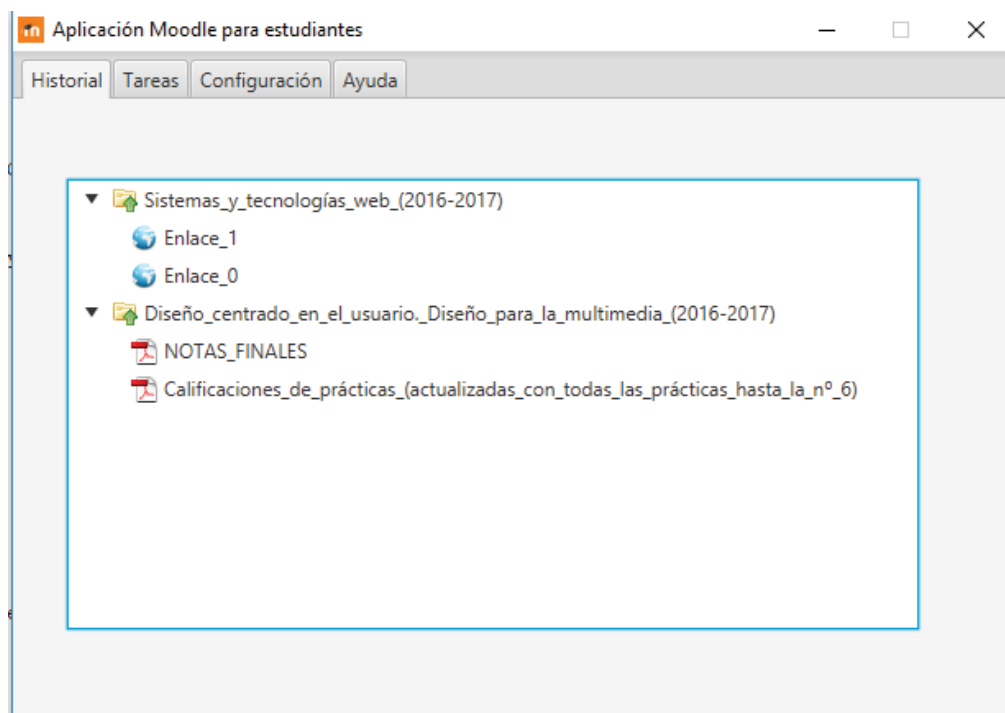 Aplicación Moodle para estudiantes
Historial Tareas Configuración Ayuda
Sistemas_y_tecnologías_web_(2016-2017)
Enlace_1
Enlace_0
Diseño_centrado_en_el_usuario._Diseño_para_la_multimedia_(2016-2017)
NOTAS_FINALES
Calificaciones_de_prácticas_(actualizadas_con_todas_las_prácticas_hasta_la_nº_6)